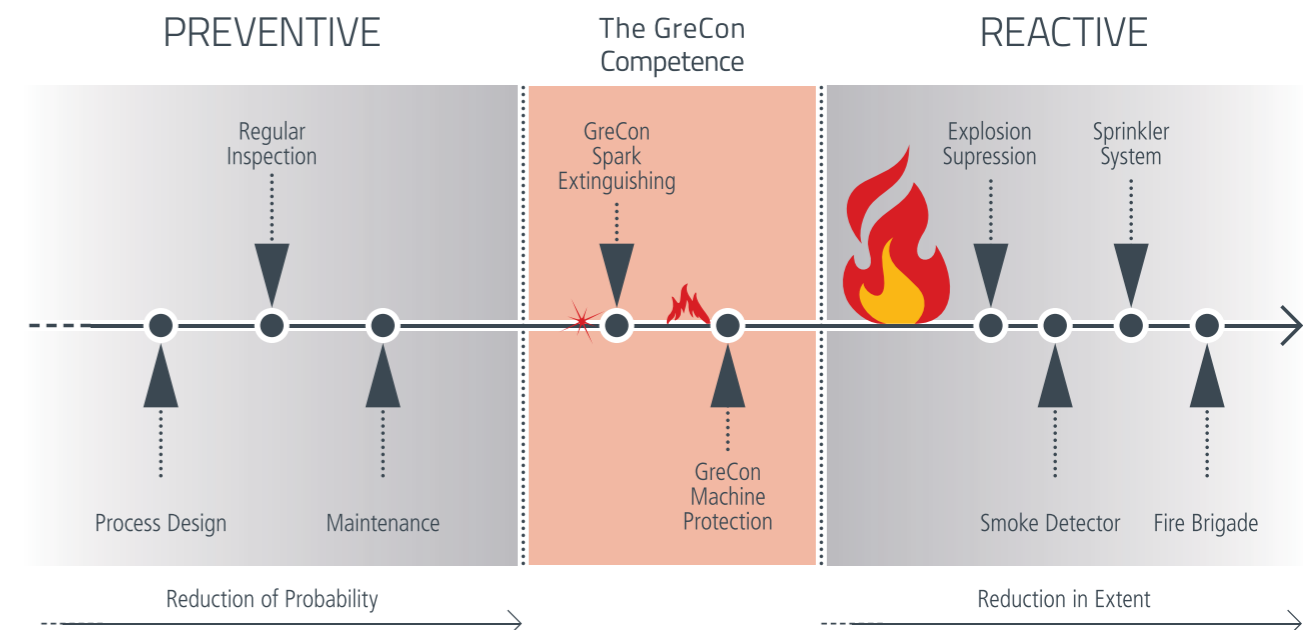 PREVENTIVE
The GreCon
Competence
REACTIVE
Regular
Inspection
GreCon
Spark
Extinguishing
Explosion
Supression
Sprinkler
System
Process Design
Maintenance
GreCon
Machine
Protection
Smoke Detector
Fire Brigade
Reduction of Probability
Reduction in Extent